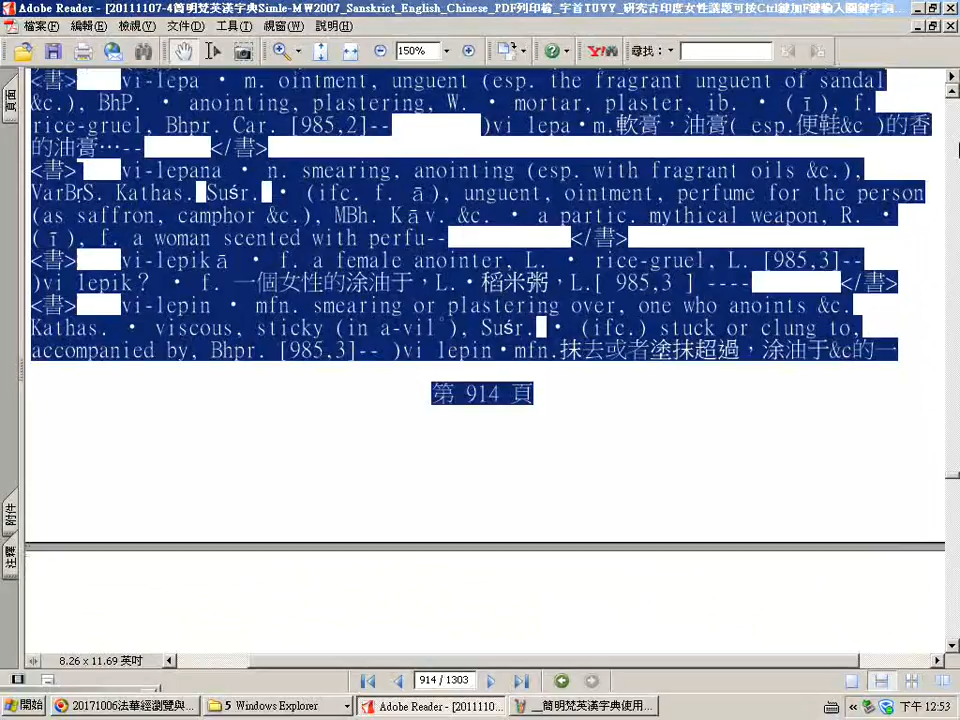 Adobe Reader - [20111107-4簡明梵英漢字典Simle-MW2007_Sanskrict_English_Chinese_PDF列印檔_字首TUVY_研究古印度女性議題可按Ctrl鍵加F鍵輸入關鍵字詞...
檔案(F) 編輯(E) 檢視(V) 文件(D) 工具(T) 視窗(W) 說明(H)
150% 尋找:
頁面
<書> vi-lepa • m. ointment, unguent (esp. the fragrant unguent of sandal
&c.), BhP. • anointing, plastering, W. • mortar, plaster, ib. • (ī), f.
rice-gruel, Bhpr. Car. [985,2]-- )vi lepa•m.軟膏，油膏( esp.便鞋&c )的香
的油膏…-- </書>
<書> vi-lepana • n. smearing, anointing (esp. with fragrant oils &c.),
VarBṛS. Kathas. Suśr. • (ifc. f. ā), unguent, ointment, perfume for the person
(as saffron, camphor &c.), MBh. Kāv. &c. • a partic. mythical weapon, R. •
(ī), f. a woman scented with perfu-- </書>
<書> vi-lepikā • f. a female anointer, L. • rice-gruel, L. [985,3]--
)vi lepik？ • f. 一個女性的涂油于，L.•稻米粥，L.[ 985,3 ] ---- </書>
<書> vi-lepin • mfn. smearing or plastering over, one who anoints &c.
Kathas. • viscous, sticky (in a-vil°), Suśr. • (ifc.) stuck or clung to,
accompanied by, Bhpr. [985,3]-- )vi lepin•mfn.抹去或者塗抹超過，涂油于&c的一
第 914 頁
附件
注釋
8.26 x 11.69 英吋
914 / 1303
開始 20171006法華經瀏覽與... 5 Windows Explorer Adobe Reader - [201110... __簡明梵英漢字典使用... 下午 12:53